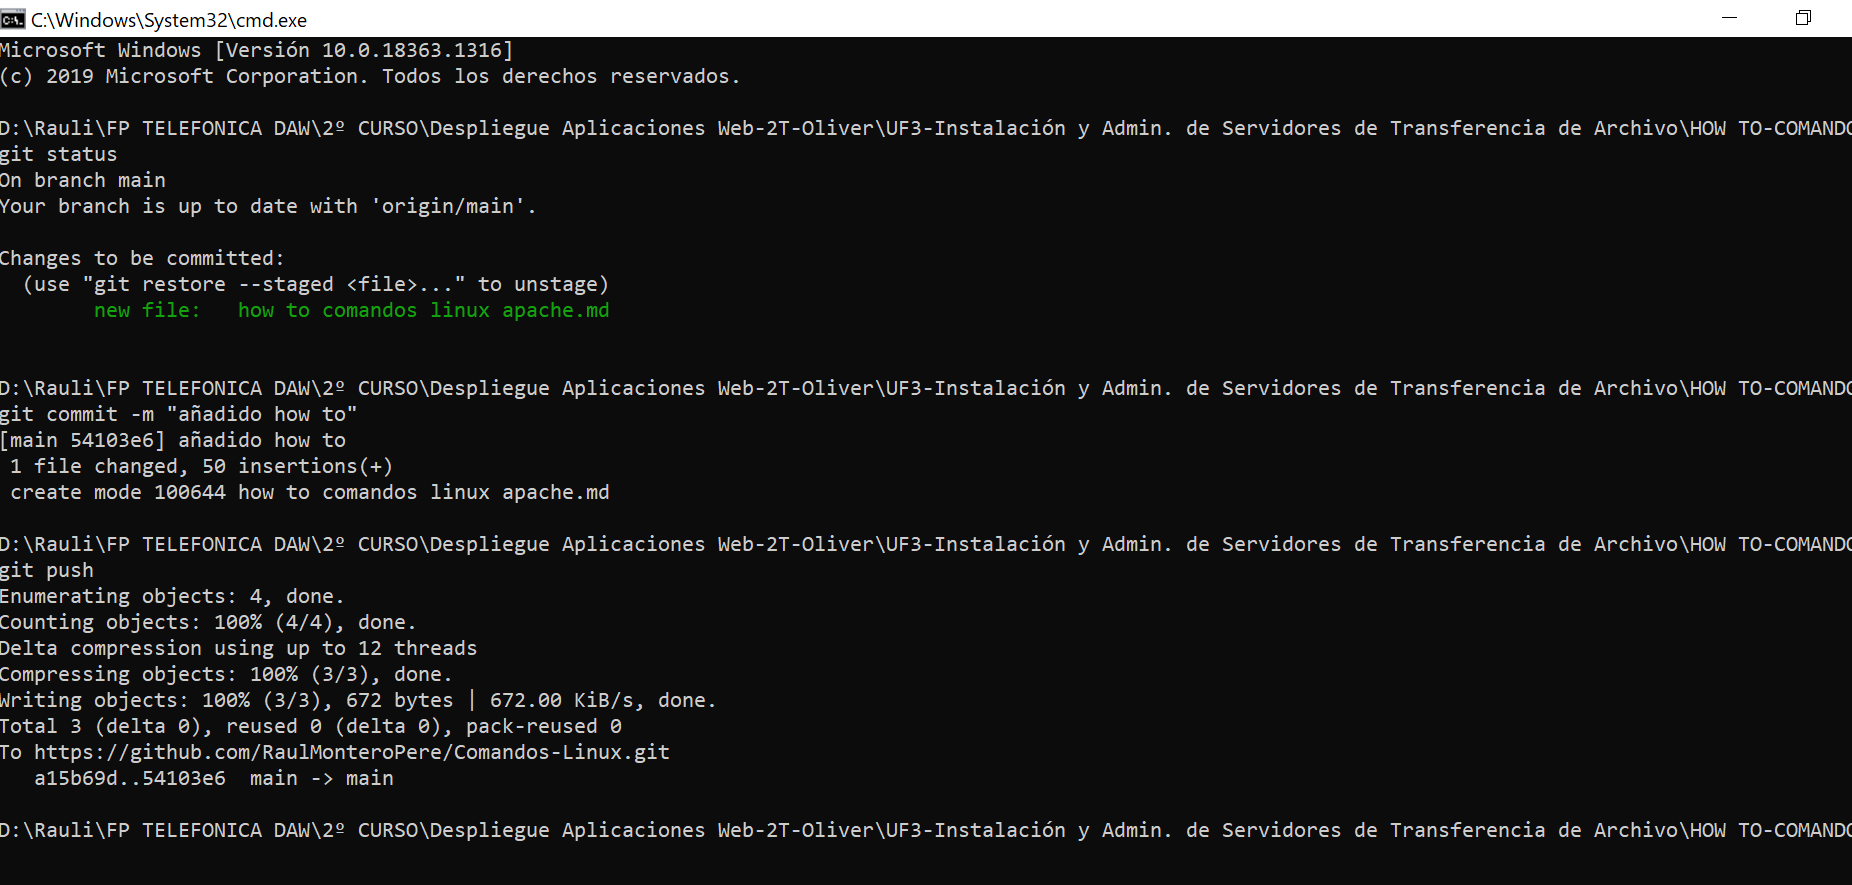 C:\Windows\System32\cmd.exe
Microsoft Windows [Versión 10.0.18363.1316]
(c) 2019 Microsoft Corporation. Todos los derechos reservados.
D:\Rauli\FP TELEFONICA DAW\2º CURSO\Despliegue Aplicaciones Web-2T-Oliver\UF3-Instalación y Admin. de Servidores de Transferencia de Archivo\HOW TO-COMANDO
git status
On branch main
Your branch is up to date with 'origin/main'.
Changes to be committed:
(use "git restore --staged <file>..." to unstage)
new file:   how to comandos linux apache.md
D:\Rauli\FP TELEFONICA DAW\2º CURSO\Despliegue Aplicaciones Web-2T-Oliver\UF3-Instalación y Admin. de Servidores de Transferencia de Archivo\HOW TO-COMANDO
git commit -m "añadido how to"
[main 54103e6] añadido how to
1 file changed, 50 insertions(+)
create mode 100644 how to comandos linux apache.md
D:\Rauli\FP TELEFONICA DAW\2º CURSO\Despliegue Aplicaciones Web-2T-Oliver\UF3-Instalación y Admin. de Servidores de Transferencia de Archivo\HOW TO-COMANDO
git push
Enumerating objects: 4, done.
Counting objects: 100% (4/4), done.
Delta compression using up to 12 threads
Compressing objects: 100% (3/3), done.
Writing objects: 100% (3/3), 672 bytes | 672.00 KiB/s, done.
Total 3 (delta 0), reused 0 (delta 0), pack-reused 0
To https://github.com/RaulMonteroPere/Comandos-Linux.git
a15b69d..54103e6  main -> main
D:\Rauli\FP TELEFONICA DAW\2º CURSO\Despliegue Aplicaciones Web-2T-Oliver\UF3-Instalación y Admin. de Servidores de Transferencia de Archivo\HOW TO-COMANDO